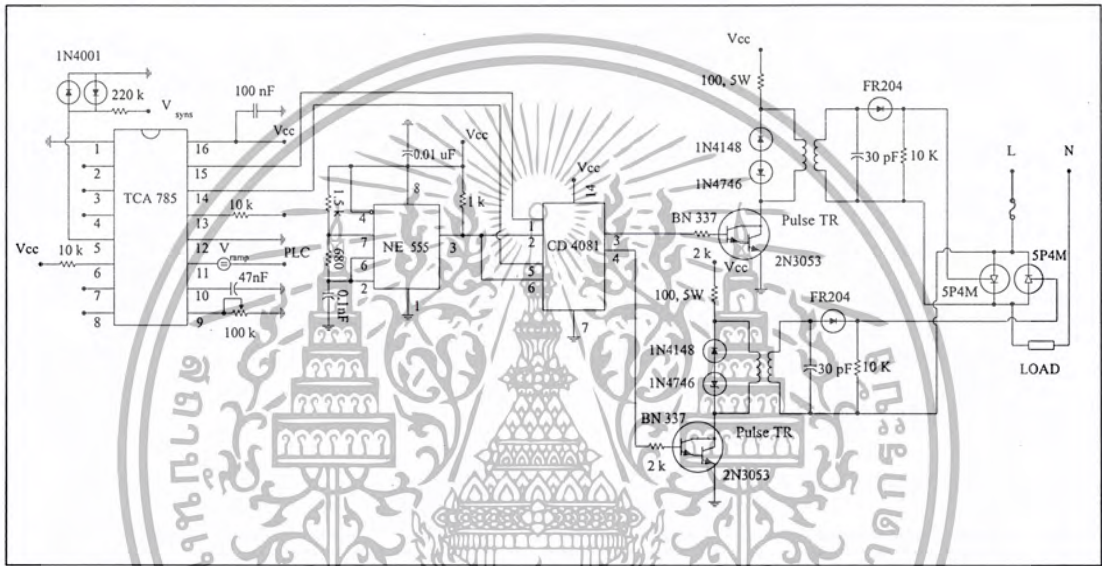 1N4001
220 k
V
syns
100 nF
Vcc
1
2
3
4
5
6
7
8
TCA 785
16
15
14
13
12
11
10
9
10 k
Vcc
10 k
V
ramp
PLC
47nF
100 k
0.01 uF
Vcc
1.5 k
680
0.1nF
1 k
8
4
7
6
2
NE 555
3
1
Vcc
14
1
2
5
6
CD 4081
3
4
7
Vcc
100, 5W
1N4148
1N4746
BN 337
2 k
Pulse TR
2N3053
FR204
30 pF
10 K
Vcc
100, 5W
1N4148
1N4746
BN 337
2 k
Pulse TR
2N3053
FR204
30 pF
10 K
L
N
5P4M
5P4M
LOAD